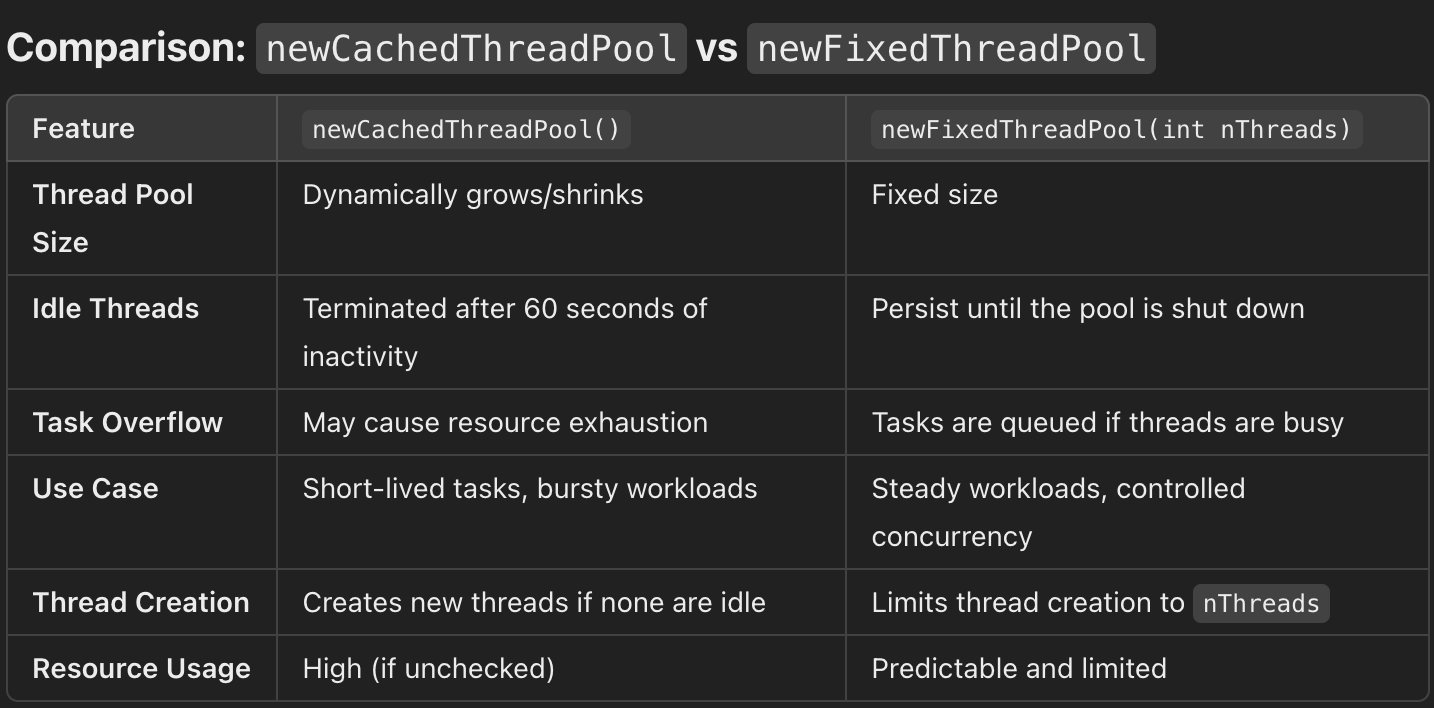 Comparison: newCachedThreadPool vs newFixedThreadPool
Feature newCachedThreadPool() newFixedThreadPool(int nThreads)
Thread Pool Dynamically grows/shrinks Fixed size
Size
Idle Threads Terminated after 60 seconds of Persist until the pool is shut down
inactivity
Task Overflow May cause resource exhaustion Tasks are queued if threads are busy
Use Case Short-lived tasks, bursty workloads Steady workloads, controlled
concurrency
Thread Creation Creates new threads if none are idle Limits thread creation to nThreads
Resource Usage High (if unchecked) Predictable and limited